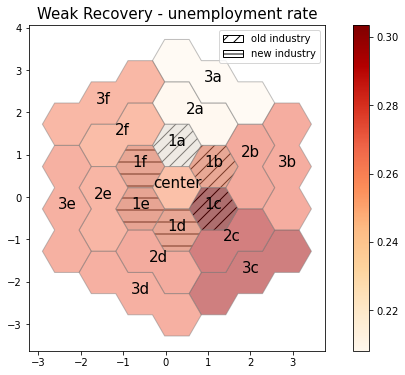 Weak Recovery - unemployment rate
old industry
new industry
3a
3f
2a
2f
1a
2b
1f
1b
3b
center
2e
3e
1e
1c
1d
2c
2d
3c
3d
4
3
2
1
0
−1
−2
−3
−3
−2
−1
0
1
2
3
0.30
0.28
0.26
0.24
0.22